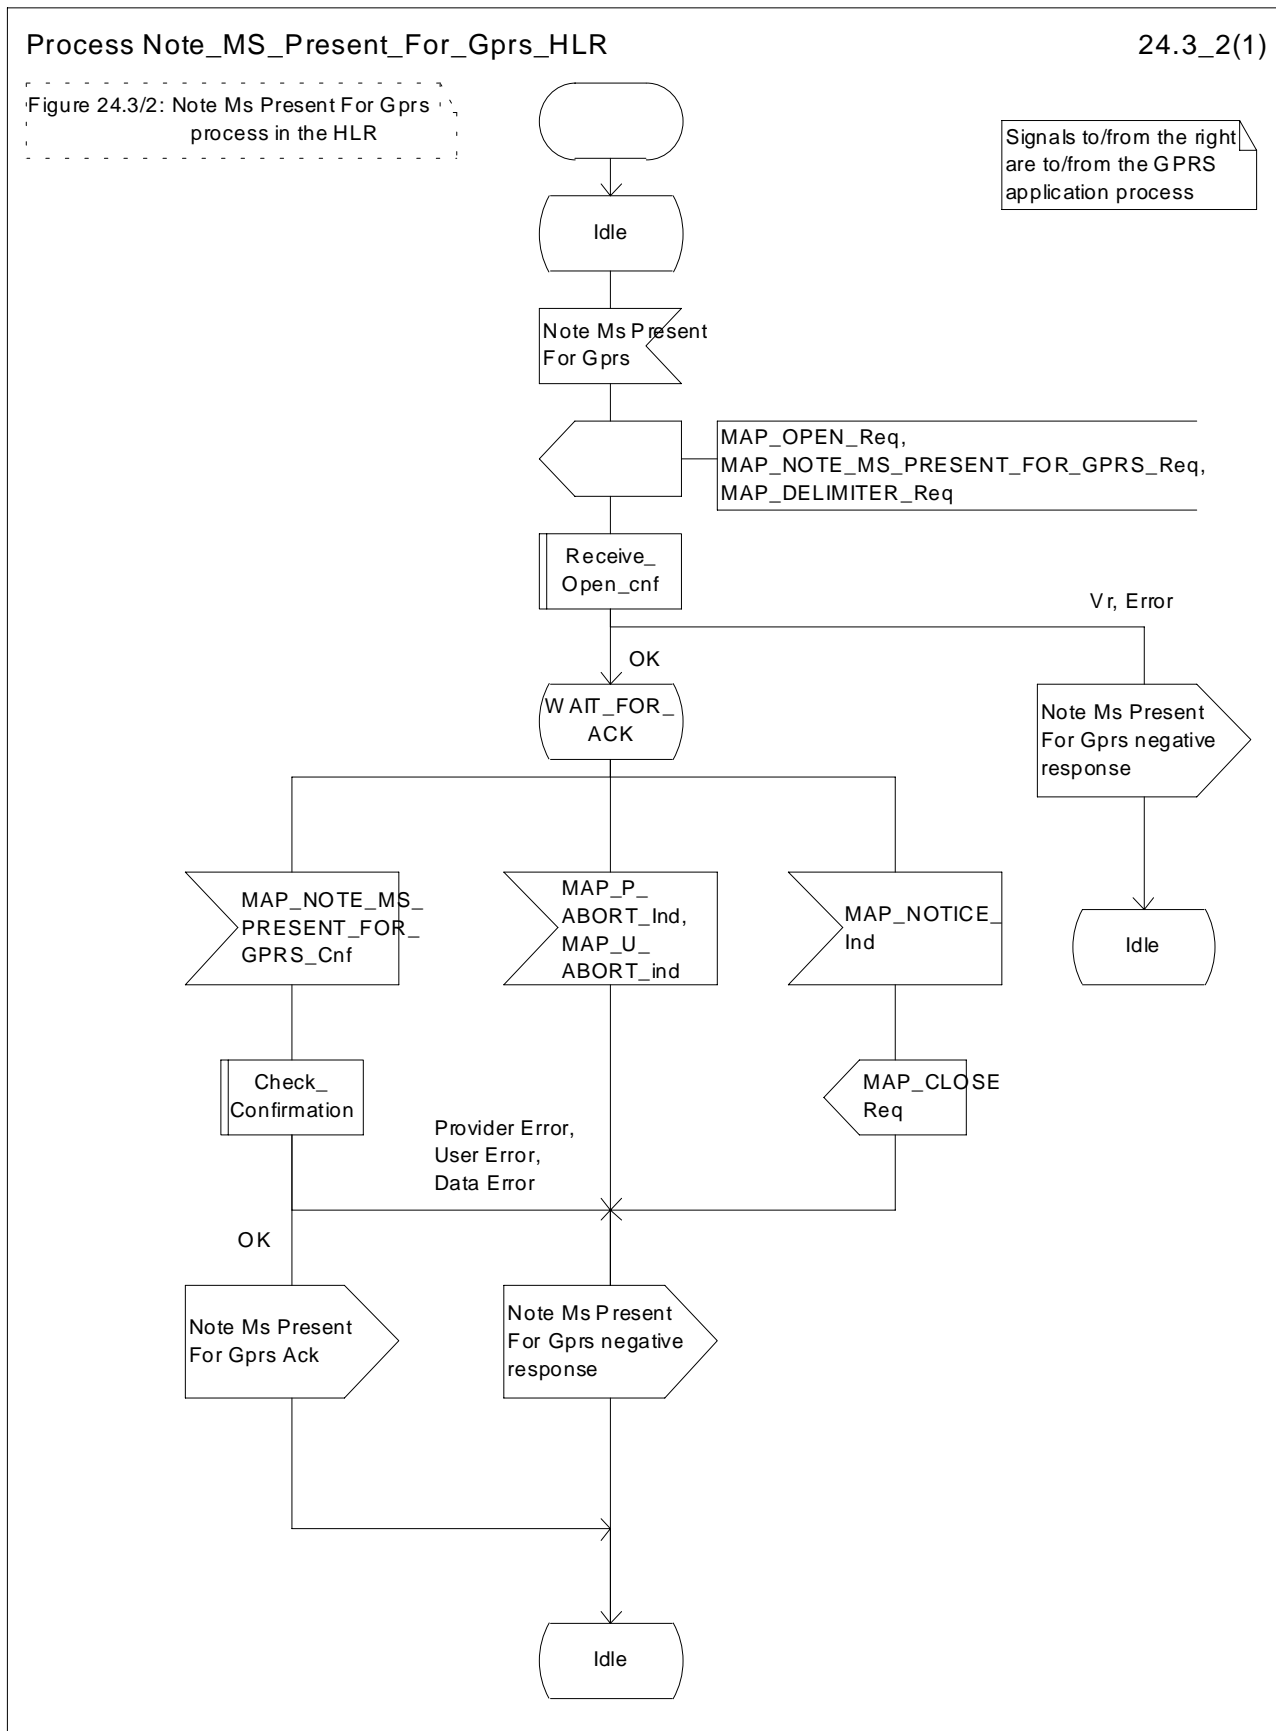 Process Note_MS_Present_For_Gprs_HLR
24.3_2(1)
Figure 24.3/2: Note Ms Present For Gprs
process in the HLR
Signals to/from the right
are to/from the GPRS
application process
Idle
Note Ms Present
For Gprs
MAP_OPEN_Req,
MAP_NOTE_MS_PRESENT_FOR_GPRS_Req,
MAP_DELIMITER_Req
Receive_
Open_cnf
Vr, Error
OK
WAIT_FOR_
ACK
Note Ms Present
For Gprs negative
response
MAP_NOTE_MS_
PRESENT_FOR_
GPRS_Cnf
MAP_P_
ABORT_Ind,
MAP_U_
ABORT_ind
MAP_NOTICE_
Ind
Idle
Check_
Confirmation
MAP_CLOSE
Req
Provider Error,
User Error,
Data Error
OK
Note Ms Present
For Gprs Ack
Note Ms Present
For Gprs negative
response
Idle